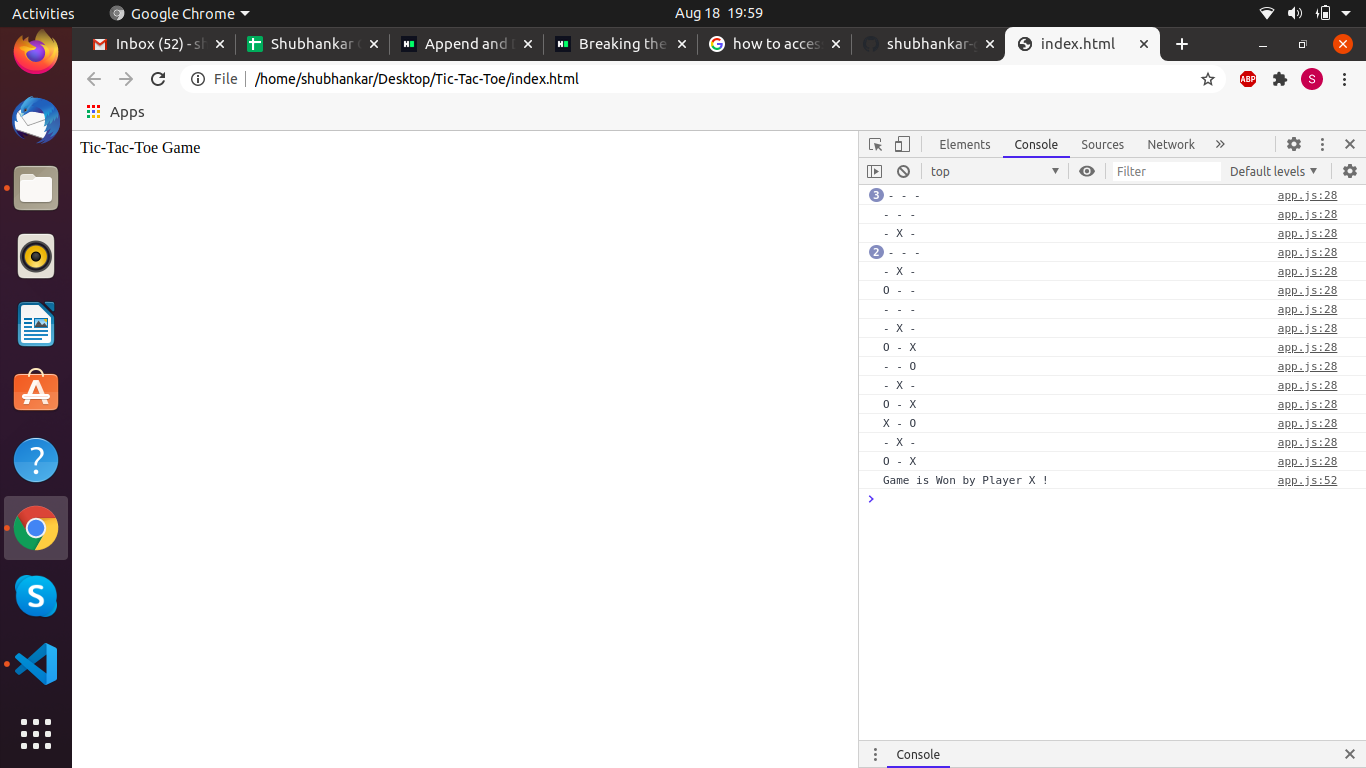 Activities Google Chrome Aug 18 19:59
Inbox (52) - sh Shubhankar Append and D Breaking the how to acces shubhankar-g index.html
File | /home/shubhankar/Desktop/Tic-Tac-Toe/index.html ABP S
Apps
Tic-Tac-Toe Game
Elements Console Sources Network »
top Filter Default levels
3 - - - app.js:28
- - - app.js:28
- X - app.js:28
2 - - - app.js:28
- X - app.js:28
O - - app.js:28
- - - app.js:28
- X - app.js:28
O - X app.js:28
- - O app.js:28
- X - app.js:28
O - X app.js:28
X - O app.js:28
- X - app.js:28
O - X app.js:28
Game is Won by Player X ! app.js:52
>
Console